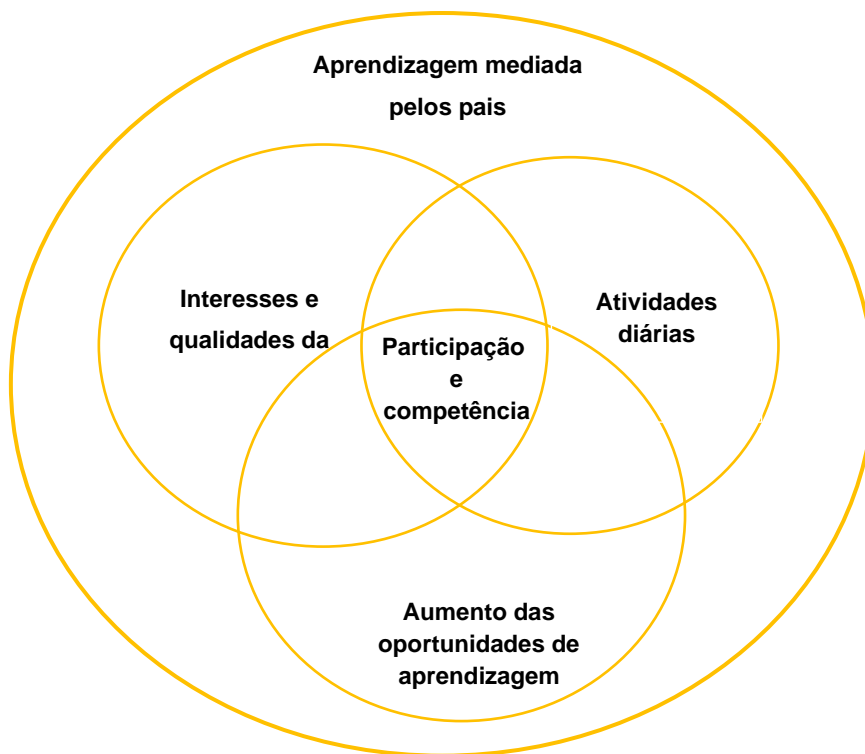 Aprendizagem mediada
pelos pais
Interesses e
qualidades da
Atividades
diárias
Participação
e
competência
Aumento das
oportunidades de
aprendizagem